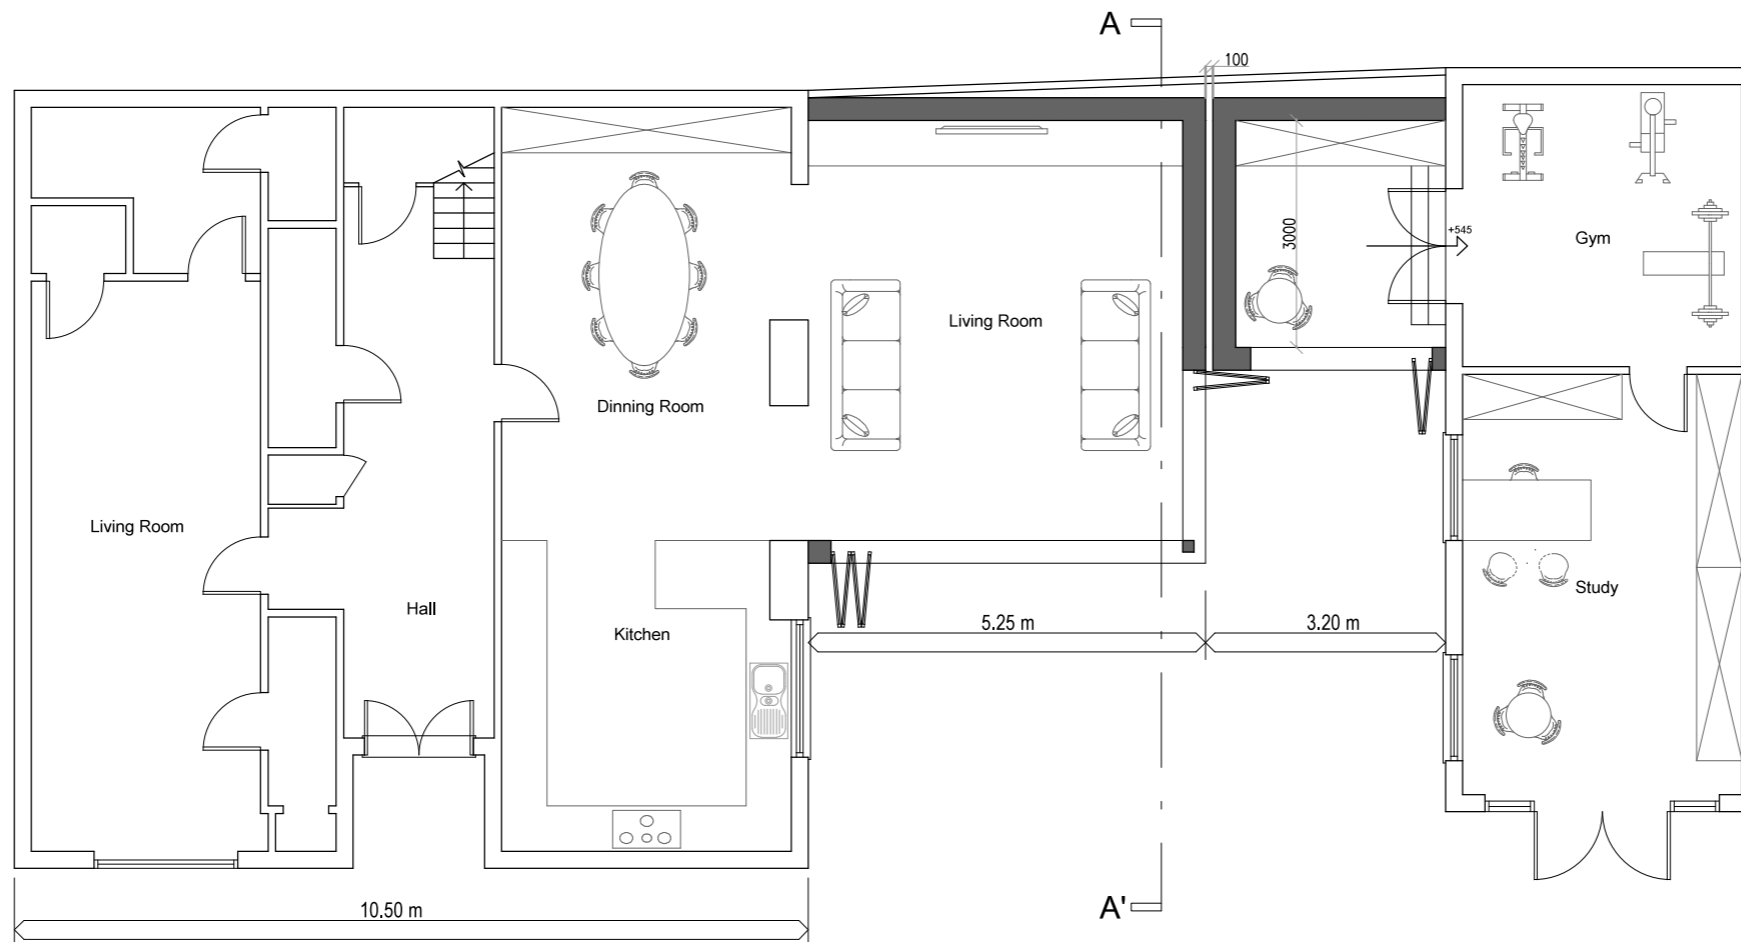 A
100
+545
3000
Gym
Living Room
Dinning Room
Living Room
Study
Hall
Kitchen
5.25 m
3.20 m
10.50 m
A'